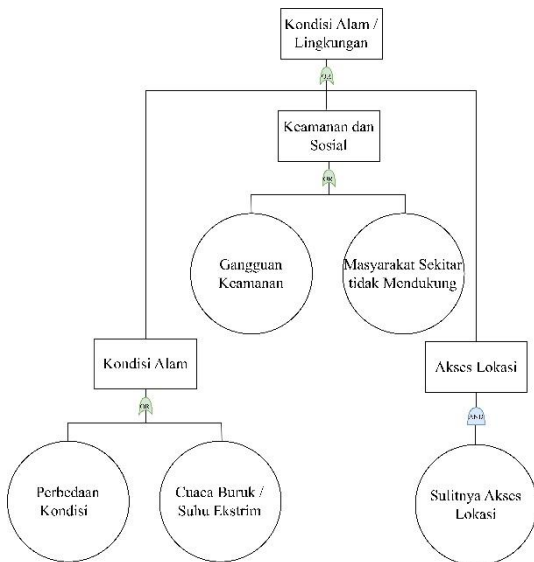 Kondisi Alam /
Lingkungan
OR
Keamanan dan
Sosial
OR
Gangguan
Keamanan
Masyarakat Sekitar
tidak Mendukung
Kondisi Alam
OR
Akses Lokasi
AND
Perbedaan
Kondisi
Cuaca Buruk /
Suhu Ekstrim
Sulitnya Akses
Lokasi